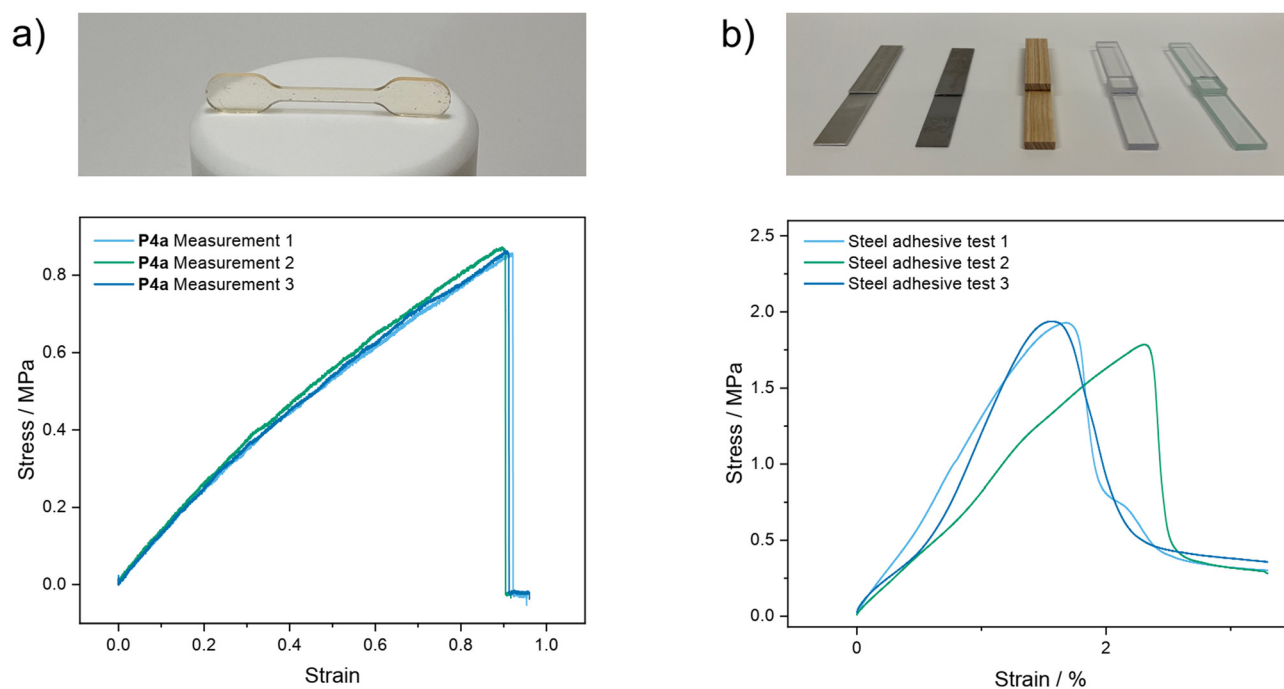 a)
P4a Measurement 1
P4a Measurement 2
P4a Measurement 3
0.8
0.6
0.4
0.2
0.0
Stress / MPa
0.0 0.2 0.4 0.6 0.8 1.0
Strain
b)
2.5
Steel adhesive test 1
Steel adhesive test 2
Steel adhesive test 3
2.0
1.5
1.0
0.5
0.0
Stress / MPa
0 2
Strain / %